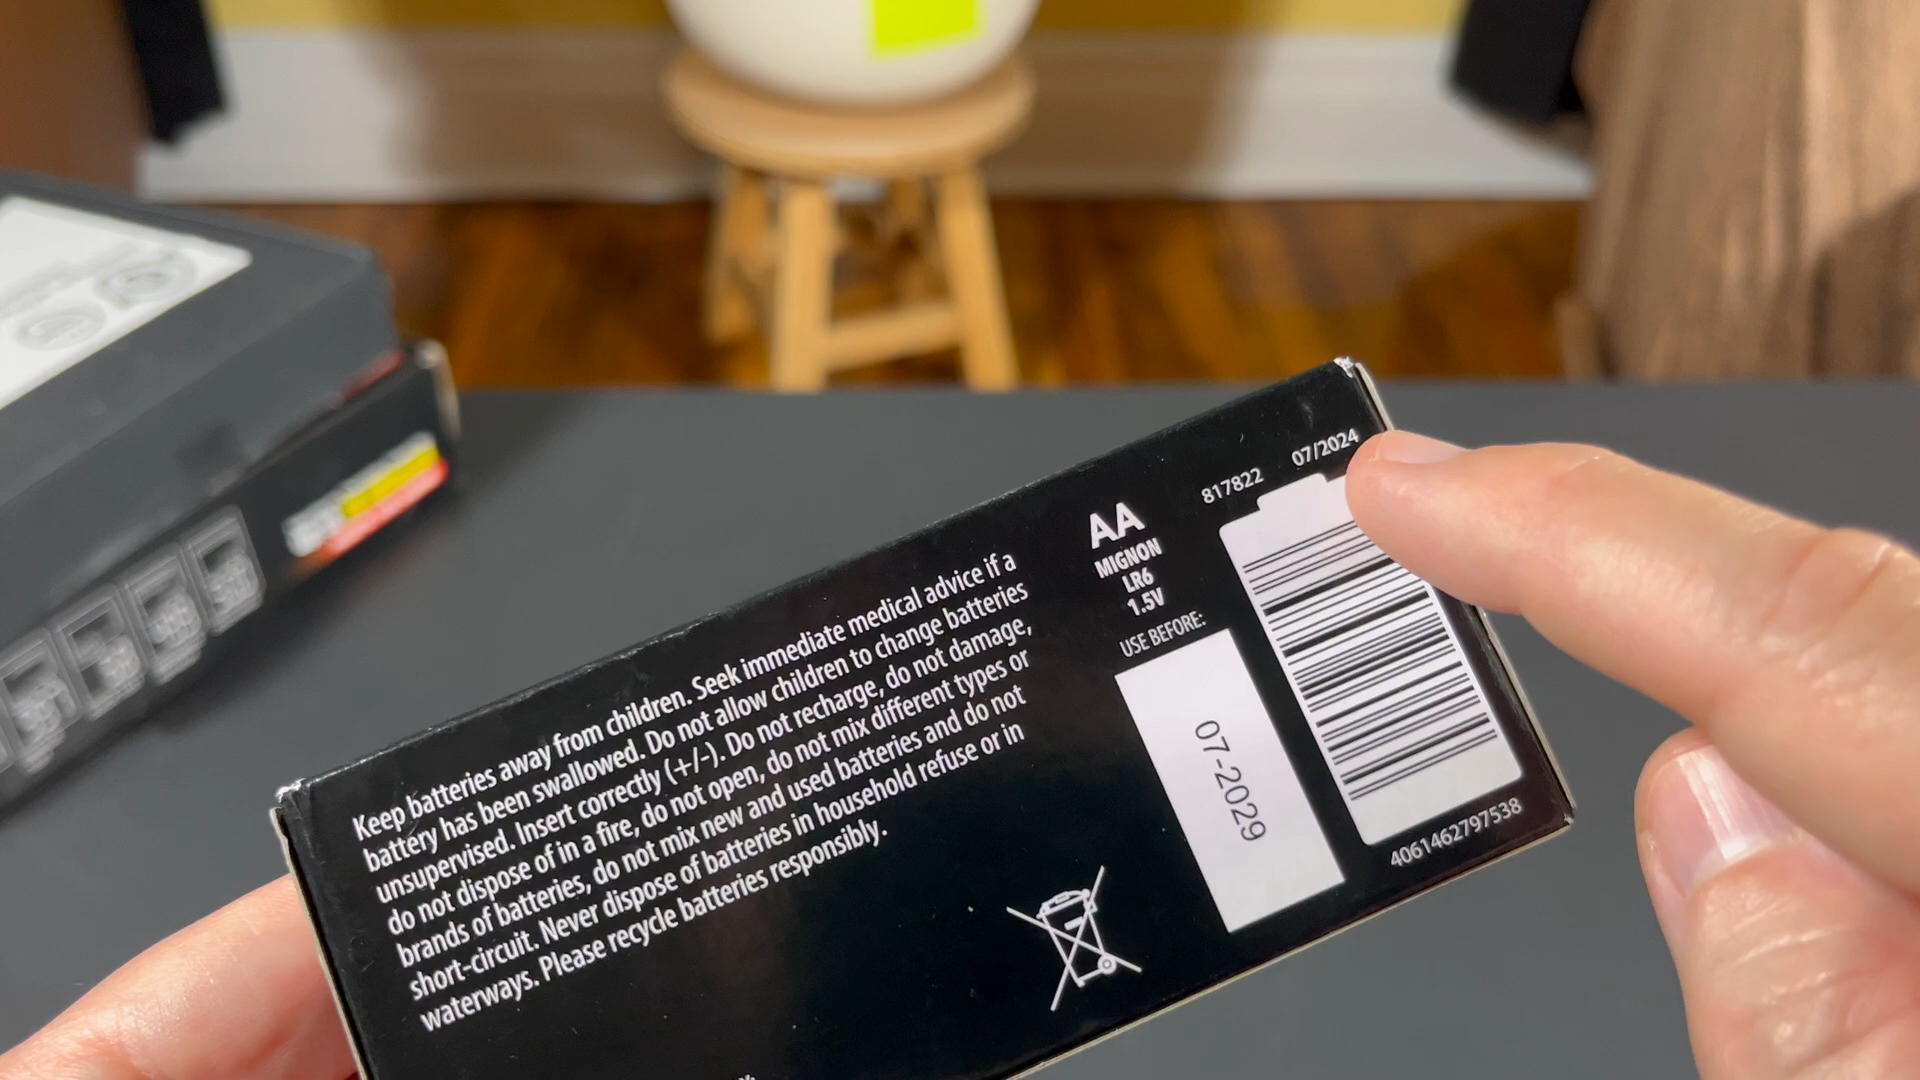 Keep batteries away from children. Seek immediate medical advice if a
battery has been swallowed. Do not allow children to change batteries
unsupervised. Insert correctly (+/-). Do not recharge, do not damage,
do not dispose of in a fire, do not open, do not mix different types or
brands of batteries, do not mix new and used batteries and do not
short-circuit. Never dispose of batteries in household refuse or in
waterways. Please recycle batteries responsibly.
AA
MIGNON
LR6
1.5V
USE BEFORE:
07-2029
817822 07/2024
4061462797538